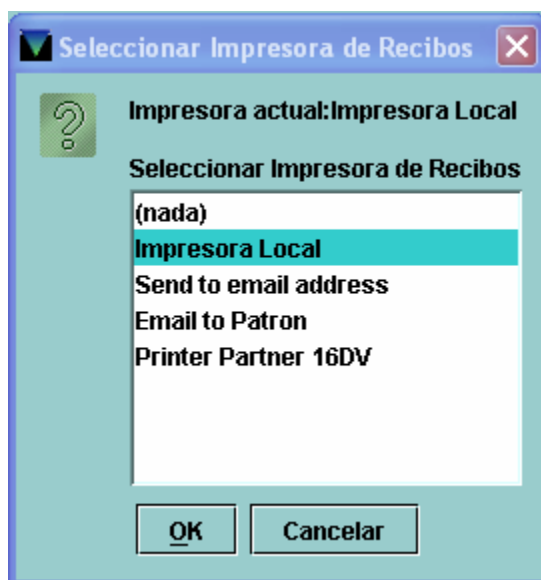 Seleccionar Impresora de Recibos
Impresora actual:Impresora Local
Seleccionar Impresora de Recibos
(nada)
Impresora Local
Send to email address
Email to Patron
Printer Partner 16DV
OK
Cancelar